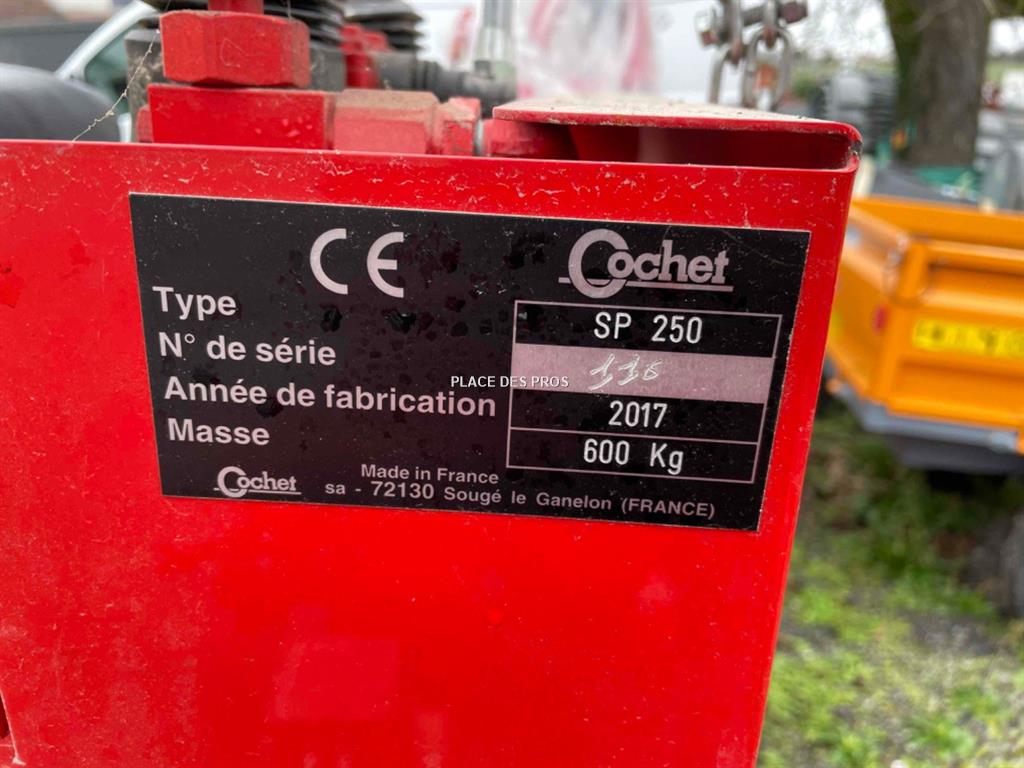 CE Cochet
Type SP 250
N° de série
Année de fabrication 2017
Masse 600 Kg
PLACE DES PROS
Cochet Made in France
sa - 72130 Sougé le Ganelon (FRANCE)